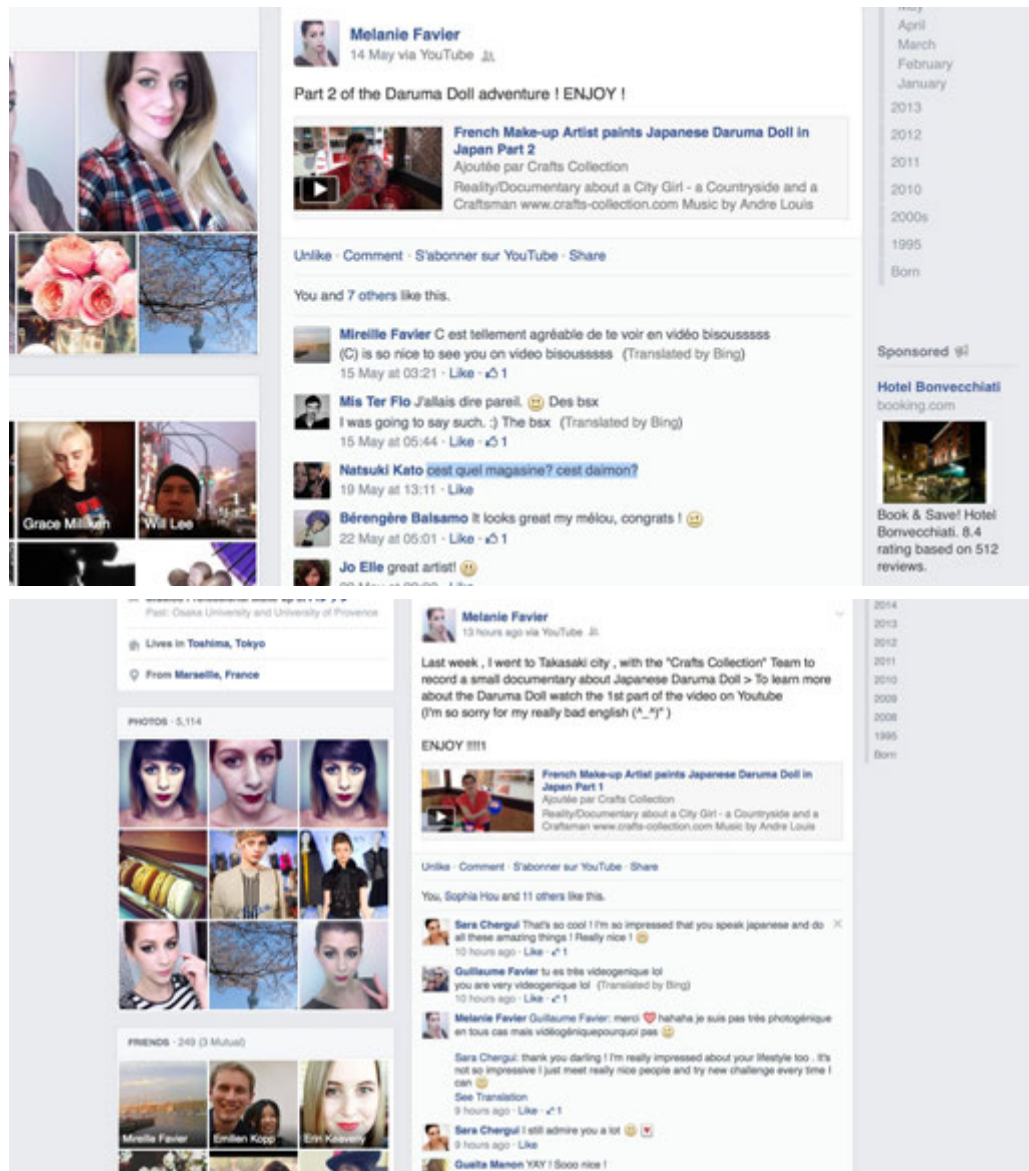 May
April
March
February
January
2013
2012
2011
2010
2000s
1995
Born
Melanie Favier
14 May via YouTube
Part 2 of the Daruma Doll adventure ! ENJOY !
French Make-up Artist paints Japanese Daruma Doll in
Japan Part 2
Ajoutée par Crafts Collection
Reality/Documentary about a City Girl - a Countryside and a
Craftsman www.crafts-collection.com Music by Andre Louis
Unlike · Comment · S'abonner sur YouTube · Share
You and 7 others like this.
Mireille Favier C est tellement agréable de te voir en vidéo bisousssss
(C) is so nice to see you on video bisousssss (Translated by Bing)
15 May at 03:21 · Like · 1
Mis Ter Flo J'allais dire pareil. Des bsx
I was going to say such. :) The bsx (Translated by Bing)
15 May at 05:44 · Like · 1
Natsuki Kato cest quel magasine? cest daimon?
19 May at 13:11 · Like
Bérengère Balsamo It looks great my mélou, congrats !
22 May at 05:01 · Like · 1
Jo Elle great artist!
Grace Milliken
Will Lee
Sponsored
Hotel Bonvecchiati
booking.com
Book & Save! Hotel
Bonvecchiati. 8.4
rating based on 512
reviews.
Past: Osaka University and University of Provence
Lives in Toshima, Tokyo
From Marseille, France
PHOTOS · 5,114
FRIENDS · 249 (3 Mutual)
Mireille Favier
Emilien Kopp
Erin Keaverly
Melanie Favier
13 hours ago via YouTube
Last week , I went to Takasaki city , with the "Crafts Collection" Team to
record a small documentary about Japanese Daruma Doll > To learn more
about the Daruma Doll watch the 1st part of the video on Youtube
(I'm so sorry for my really bad english (^_^)" )
ENJOY !!!!1
French Make-up Artist paints Japanese Daruma Doll in
Japan Part 1
Ajoutée par Crafts Collection
Reality/Documentary about a City Girl - a Countryside and a
Craftsman www.crafts-collection.com Music by Andre Louis
Unlike · Comment · S'abonner sur YouTube · Share
You, Sophia Hou and 11 others like this.
Sara Chergui That's so cool ! I'm so impressed that you speak japanese and do
all these amazing things ! Really nice !
10 hours ago · Like · 1
Guillaume Favier tu es très videogenique lol
you are very videogenique lol (Translated by Bing)
10 hours ago · Like · 1
Melanie Favier Guillaume Favier: merci hahaha je suis pas très photogénique
en tous cas mais vidéogéniquepourquoi pas
Sara Chergui: thank you darling ! I'm really impressed about your lifestyle too . It's
not so impressive I just meet really nice people and try new challenge every time I
can
See Translation
9 hours ago · Like · 1
Sara Chergui I still admire you a lot
9 hours ago · Like
Guaita Manon YAY ! Sooo nice !
2014
2013
2012
2011
2010
2009
2008
1995
Born